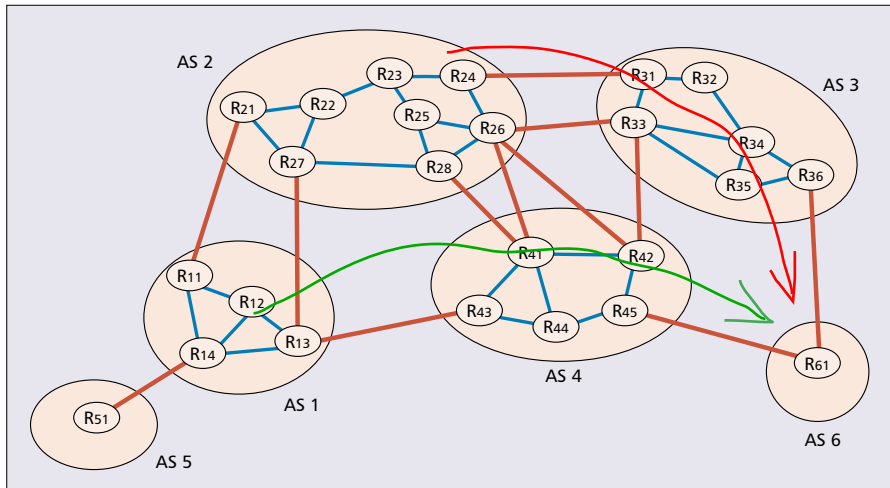 AS 2
R21
R22
R23
R24
R25
R26
R27
R28
AS 3
R31
R32
R33
R34
R35
R36
R11
R12
R13
R14
AS 1
R41
R42
R43
R44
R45
AS 4
R51
AS 5
R61
AS 6